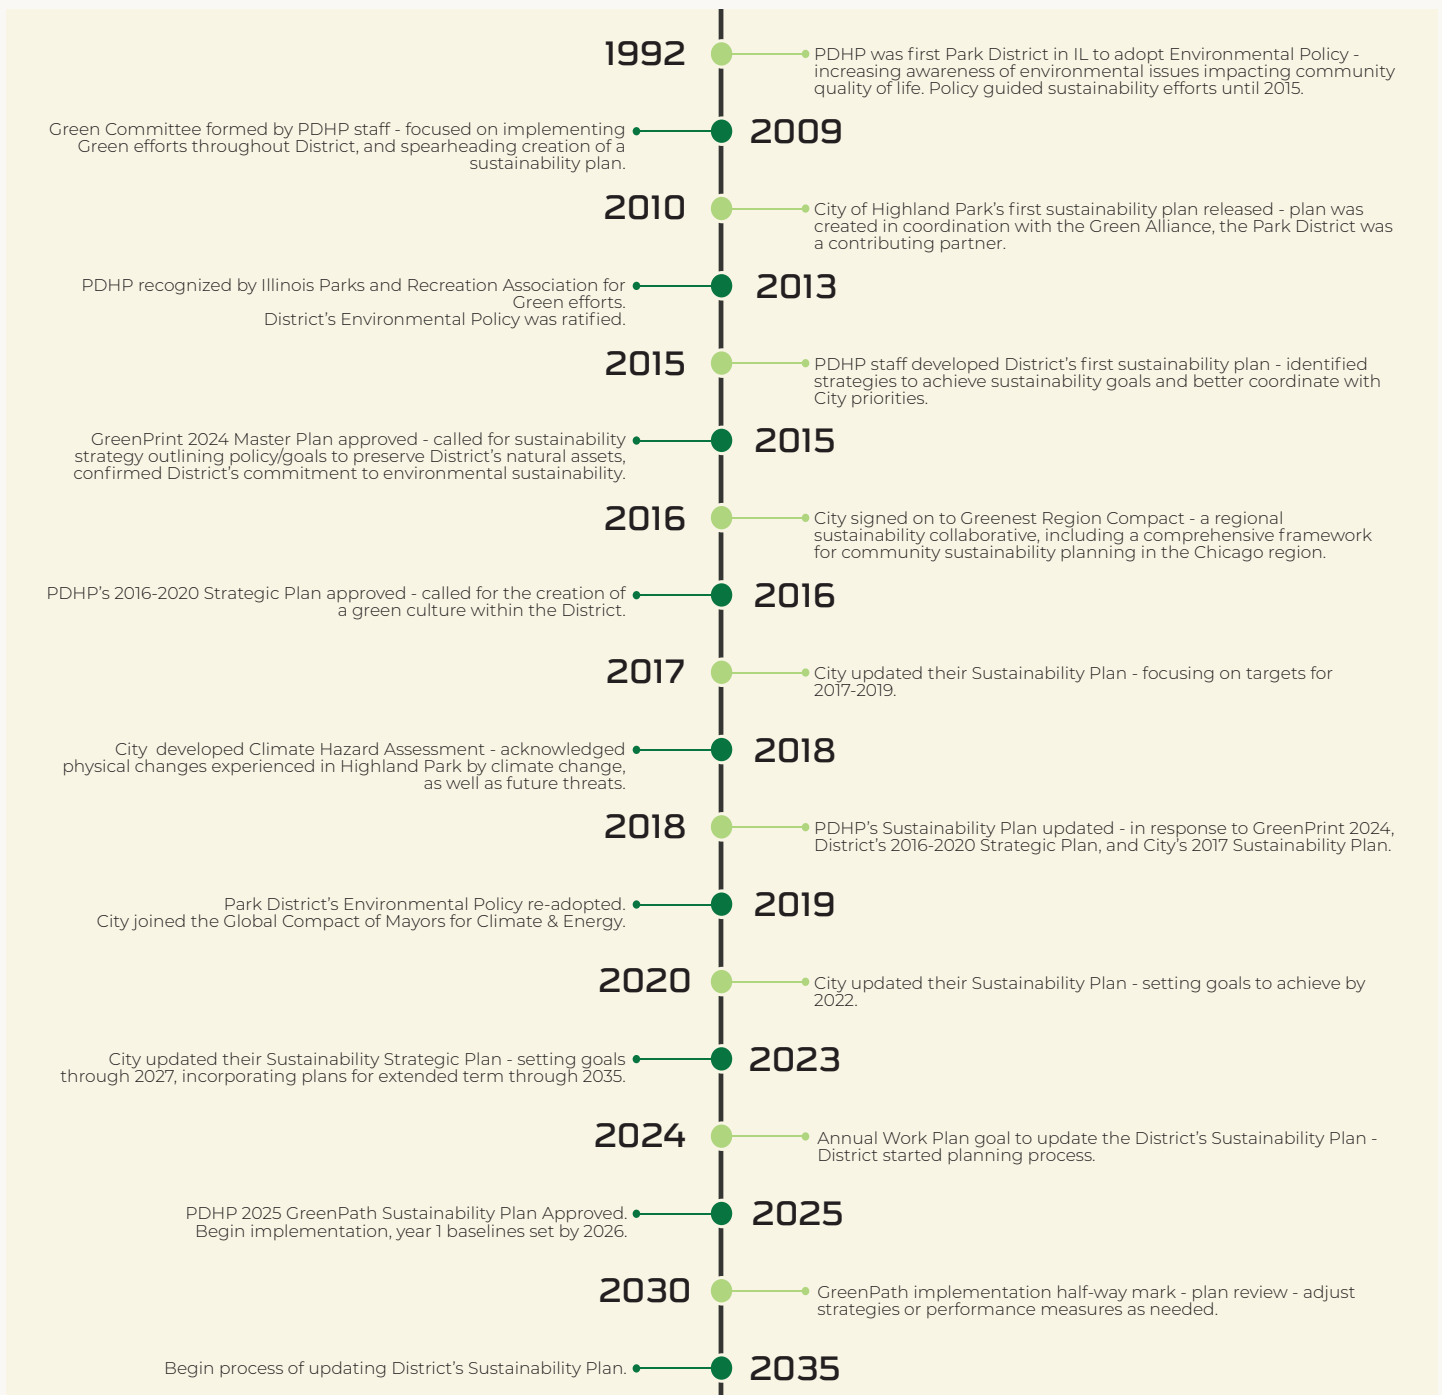 1992
PDHP was first Park District in IL to adopt Environmental Policy -
increasing awareness of environmental issues impacting community
quality of life. Policy guided sustainability efforts until 2015.
2009
Green Committee formed by PDHP staff - focused on implementing
Green efforts throughout District, and spearheading creation of a
sustainability plan.
2010
City of Highland Park's first sustainability plan released - plan was
created in coordination with the Green Alliance, the Park District was
a contributing partner.
2013
PDHP recognized by Illinois Parks and Recreation Association for
Green efforts.
District's Environmental Policy was ratified.
2015
PDHP staff developed District's first sustainability plan - identified
strategies to achieve sustainability goals and better coordinate with
City priorities.
2015
GreenPrint 2024 Master Plan approved - called for sustainability
strategy outlining policy/goals to preserve District's natural assets,
confirmed District's commitment to environmental sustainability.
2016
City signed on to Greenest Region Compact - a regional
sustainability collaborative, including a comprehensive framework
for community sustainability planning in the Chicago region.
2016
PDHP's 2016-2020 Strategic Plan approved - called for the creation of
a green culture within the District.
2017
City updated their Sustainability Plan - focusing on targets for
2017-2019.
2018
City  developed Climate Hazard Assessment - acknowledged
physical changes experienced in Highland Park by climate change,
as well as future threats.
2018
PDHP's Sustainability Plan updated - in response to GreenPrint 2024,
District's 2016-2020 Strategic Plan, and City's 2017 Sustainability Plan.
2019
Park District's Environmental Policy re-adopted.
City joined the Global Compact of Mayors for Climate & Energy.
2020
City updated their Sustainability Plan - setting goals to achieve by
2022.
2023
City updated their Sustainability Strategic Plan - setting goals
through 2027, incorporating plans for extended term through 2035.
2024
Annual Work Plan goal to update the District's Sustainability Plan -
District started planning process.
2025
PDHP 2025 GreenPath Sustainability Plan Approved.
Begin implementation, year 1 baselines set by 2026.
2030
GreenPath implementation half-way mark - plan review - adjust
strategies or performance measures as needed.
2035
Begin process of updating District's Sustainability Plan.